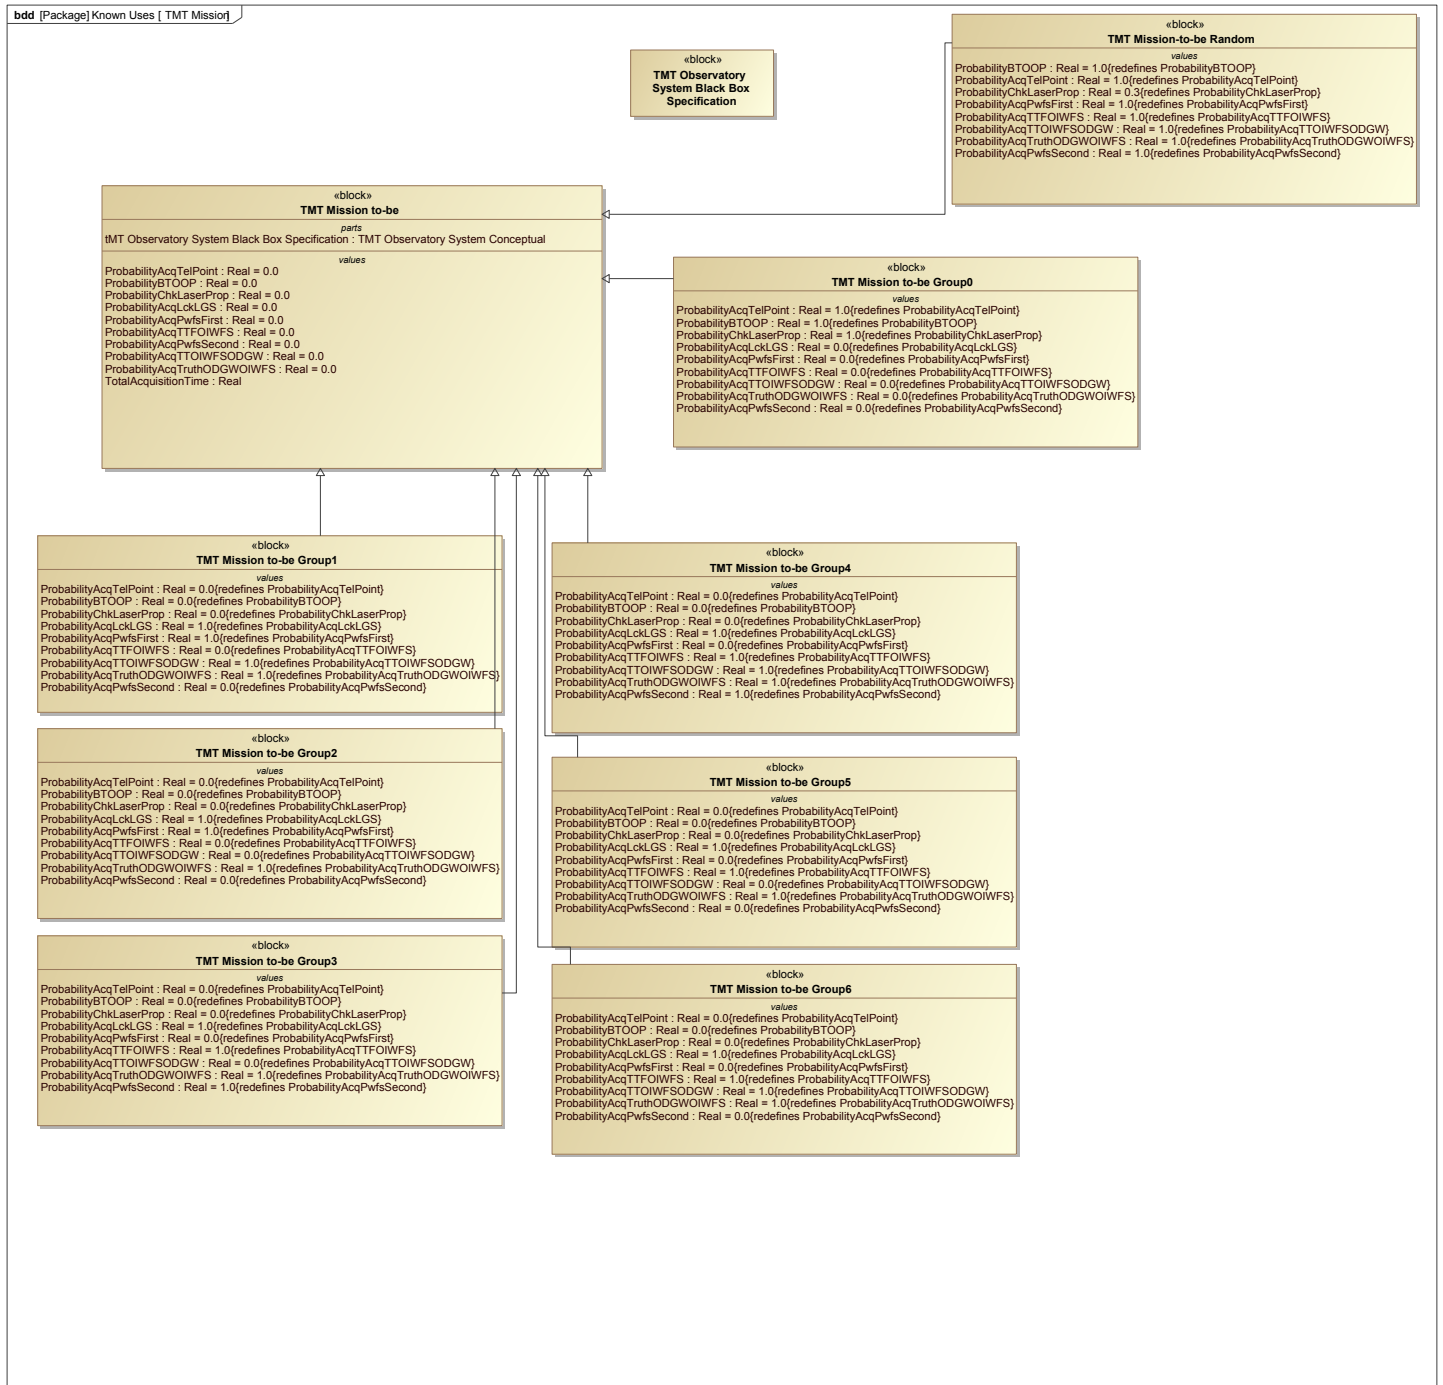 bdd [Package] Known Uses [ TMT Mission]
«block»
TMT Mission-to-be Random
values
ProbabilityBTOOP : Real = 1.0{redefines ProbabilityBTOOP}
ProbabilityAcqTelPoint : Real = 1.0{redefines ProbabilityAcqTelPoint}
ProbabilityChkLaserProp : Real = 0.3{redefines ProbabilityChkLaserProp}
ProbabilityAcqPwfsFirst : Real = 1.0{redefines ProbabilityAcqPwfsFirst}
ProbabilityAcqTTFOIWFS : Real = 1.0{redefines ProbabilityAcqTTFOIWFS}
ProbabilityAcqTTOIWFSODGW : Real = 1.0{redefines ProbabilityAcqTTOIWFSODGW}
ProbabilityAcqTruthODGWOIWFS : Real = 1.0{redefines ProbabilityAcqTruthODGWOIWFS}
ProbabilityAcqPwfsSecond : Real = 1.0{redefines ProbabilityAcqPwfsSecond}
«block»
TMT Observatory
System Black Box
Specification
«block»
TMT Mission to-be
parts
tMT Observatory System Black Box Specification : TMT Observatory System Conceptual
values
ProbabilityAcqTelPoint : Real = 0.0
ProbabilityBTOOP : Real = 0.0
ProbabilityChkLaserProp : Real = 0.0
ProbabilityAcqLckLGS : Real = 0.0
ProbabilityAcqPwfsFirst : Real = 0.0
ProbabilityAcqTTFOIWFS : Real = 0.0
ProbabilityAcqPwfsSecond : Real = 0.0
ProbabilityAcqTTOIWFSODGW : Real = 0.0
ProbabilityAcqTruthODGWOIWFS : Real = 0.0
TotalAcquisitionTime : Real
«block»
TMT Mission to-be Group0
values
ProbabilityAcqTelPoint : Real = 1.0{redefines ProbabilityAcqTelPoint}
ProbabilityBTOOP : Real = 1.0{redefines ProbabilityBTOOP}
ProbabilityChkLaserProp : Real = 1.0{redefines ProbabilityChkLaserProp}
ProbabilityAcqLckLGS : Real = 0.0{redefines ProbabilityAcqLckLGS}
ProbabilityAcqPwfsFirst : Real = 0.0{redefines ProbabilityAcqPwfsFirst}
ProbabilityAcqTTFOIWFS : Real = 0.0{redefines ProbabilityAcqTTFOIWFS}
ProbabilityAcqTTOIWFSODGW : Real = 0.0{redefines ProbabilityAcqTTOIWFSODGW}
ProbabilityAcqTruthODGWOIWFS : Real = 0.0{redefines ProbabilityAcqTruthODGWOIWFS}
ProbabilityAcqPwfsSecond : Real = 0.0{redefines ProbabilityAcqPwfsSecond}
«block»
TMT Mission to-be Group1
values
ProbabilityAcqTelPoint : Real = 0.0{redefines ProbabilityAcqTelPoint}
ProbabilityBTOOP : Real = 0.0{redefines ProbabilityBTOOP}
ProbabilityChkLaserProp : Real = 0.0{redefines ProbabilityChkLaserProp}
ProbabilityAcqLckLGS : Real = 1.0{redefines ProbabilityAcqLckLGS}
ProbabilityAcqPwfsFirst : Real = 1.0{redefines ProbabilityAcqPwfsFirst}
ProbabilityAcqTTFOIWFS : Real = 0.0{redefines ProbabilityAcqTTFOIWFS}
ProbabilityAcqTTOIWFSODGW : Real = 1.0{redefines ProbabilityAcqTTOIWFSODGW}
ProbabilityAcqTruthODGWOIWFS : Real = 1.0{redefines ProbabilityAcqTruthODGWOIWFS}
ProbabilityAcqPwfsSecond : Real = 0.0{redefines ProbabilityAcqPwfsSecond}
«block»
TMT Mission to-be Group2
values
ProbabilityAcqTelPoint : Real = 0.0{redefines ProbabilityAcqTelPoint}
ProbabilityBTOOP : Real = 0.0{redefines ProbabilityBTOOP}
ProbabilityChkLaserProp : Real = 0.0{redefines ProbabilityChkLaserProp}
ProbabilityAcqLckLGS : Real = 1.0{redefines ProbabilityAcqLckLGS}
ProbabilityAcqPwfsFirst : Real = 1.0{redefines ProbabilityAcqPwfsFirst}
ProbabilityAcqTTFOIWFS : Real = 0.0{redefines ProbabilityAcqTTFOIWFS}
ProbabilityAcqTTOIWFSODGW : Real = 0.0{redefines ProbabilityAcqTTOIWFSODGW}
ProbabilityAcqTruthODGWOIWFS : Real = 1.0{redefines ProbabilityAcqTruthODGWOIWFS}
ProbabilityAcqPwfsSecond : Real = 0.0{redefines ProbabilityAcqPwfsSecond}
«block»
TMT Mission to-be Group3
values
ProbabilityAcqTelPoint : Real = 0.0{redefines ProbabilityAcqTelPoint}
ProbabilityBTOOP : Real = 0.0{redefines ProbabilityBTOOP}
ProbabilityChkLaserProp : Real = 0.0{redefines ProbabilityChkLaserProp}
ProbabilityAcqLckLGS : Real = 1.0{redefines ProbabilityAcqLckLGS}
ProbabilityAcqPwfsFirst : Real = 0.0{redefines ProbabilityAcqPwfsFirst}
ProbabilityAcqTTFOIWFS : Real = 1.0{redefines ProbabilityAcqTTFOIWFS}
ProbabilityAcqTTOIWFSODGW : Real = 0.0{redefines ProbabilityAcqTTOIWFSODGW}
ProbabilityAcqTruthODGWOIWFS : Real = 1.0{redefines ProbabilityAcqTruthODGWOIWFS}
ProbabilityAcqPwfsSecond : Real = 1.0{redefines ProbabilityAcqPwfsSecond}
«block»
TMT Mission to-be Group4
values
ProbabilityAcqTelPoint : Real = 0.0{redefines ProbabilityAcqTelPoint}
ProbabilityBTOOP : Real = 0.0{redefines ProbabilityBTOOP}
ProbabilityChkLaserProp : Real = 0.0{redefines ProbabilityChkLaserProp}
ProbabilityAcqLckLGS : Real = 1.0{redefines ProbabilityAcqLckLGS}
ProbabilityAcqPwfsFirst : Real = 0.0{redefines ProbabilityAcqPwfsFirst}
ProbabilityAcqTTFOIWFS : Real = 1.0{redefines ProbabilityAcqTTFOIWFS}
ProbabilityAcqTTOIWFSODGW : Real = 1.0{redefines ProbabilityAcqTTOIWFSODGW}
ProbabilityAcqTruthODGWOIWFS : Real = 1.0{redefines ProbabilityAcqTruthODGWOIWFS}
ProbabilityAcqPwfsSecond : Real = 1.0{redefines ProbabilityAcqPwfsSecond}
«block»
TMT Mission to-be Group5
values
ProbabilityAcqTelPoint : Real = 0.0{redefines ProbabilityAcqTelPoint}
ProbabilityBTOOP : Real = 0.0{redefines ProbabilityBTOOP}
ProbabilityChkLaserProp : Real = 0.0{redefines ProbabilityChkLaserProp}
ProbabilityAcqLckLGS : Real = 1.0{redefines ProbabilityAcqLckLGS}
ProbabilityAcqPwfsFirst : Real = 0.0{redefines ProbabilityAcqPwfsFirst}
ProbabilityAcqTTFOIWFS : Real = 1.0{redefines ProbabilityAcqTTFOIWFS}
ProbabilityAcqTTOIWFSODGW : Real = 0.0{redefines ProbabilityAcqTTOIWFSODGW}
ProbabilityAcqTruthODGWOIWFS : Real = 1.0{redefines ProbabilityAcqTruthODGWOIWFS}
ProbabilityAcqPwfsSecond : Real = 0.0{redefines ProbabilityAcqPwfsSecond}
«block»
TMT Mission to-be Group6
values
ProbabilityAcqTelPoint : Real = 0.0{redefines ProbabilityAcqTelPoint}
ProbabilityBTOOP : Real = 0.0{redefines ProbabilityBTOOP}
ProbabilityChkLaserProp : Real = 0.0{redefines ProbabilityChkLaserProp}
ProbabilityAcqLckLGS : Real = 1.0{redefines ProbabilityAcqLckLGS}
ProbabilityAcqPwfsFirst : Real = 0.0{redefines ProbabilityAcqPwfsFirst}
ProbabilityAcqTTFOIWFS : Real = 1.0{redefines ProbabilityAcqTTFOIWFS}
ProbabilityAcqTTOIWFSODGW : Real = 1.0{redefines ProbabilityAcqTTOIWFSODGW}
ProbabilityAcqTruthODGWOIWFS : Real = 1.0{redefines ProbabilityAcqTruthODGWOIWFS}
ProbabilityAcqPwfsSecond : Real = 0.0{redefines ProbabilityAcqPwfsSecond}